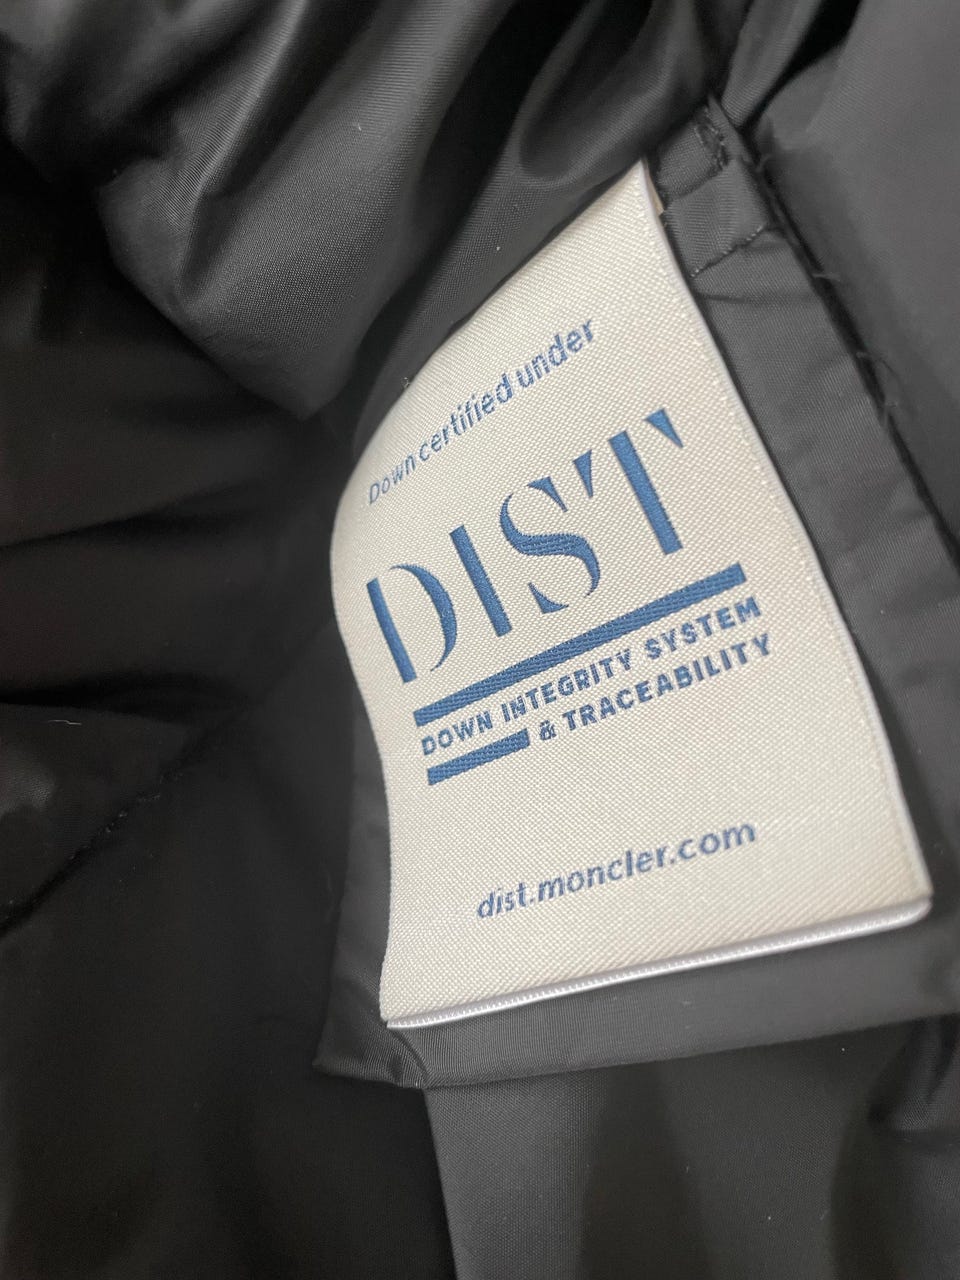 Down certified under
DIST
DOWN INTEGRITY SYSTEM
& TRACEABILITY
dist.moncler.com